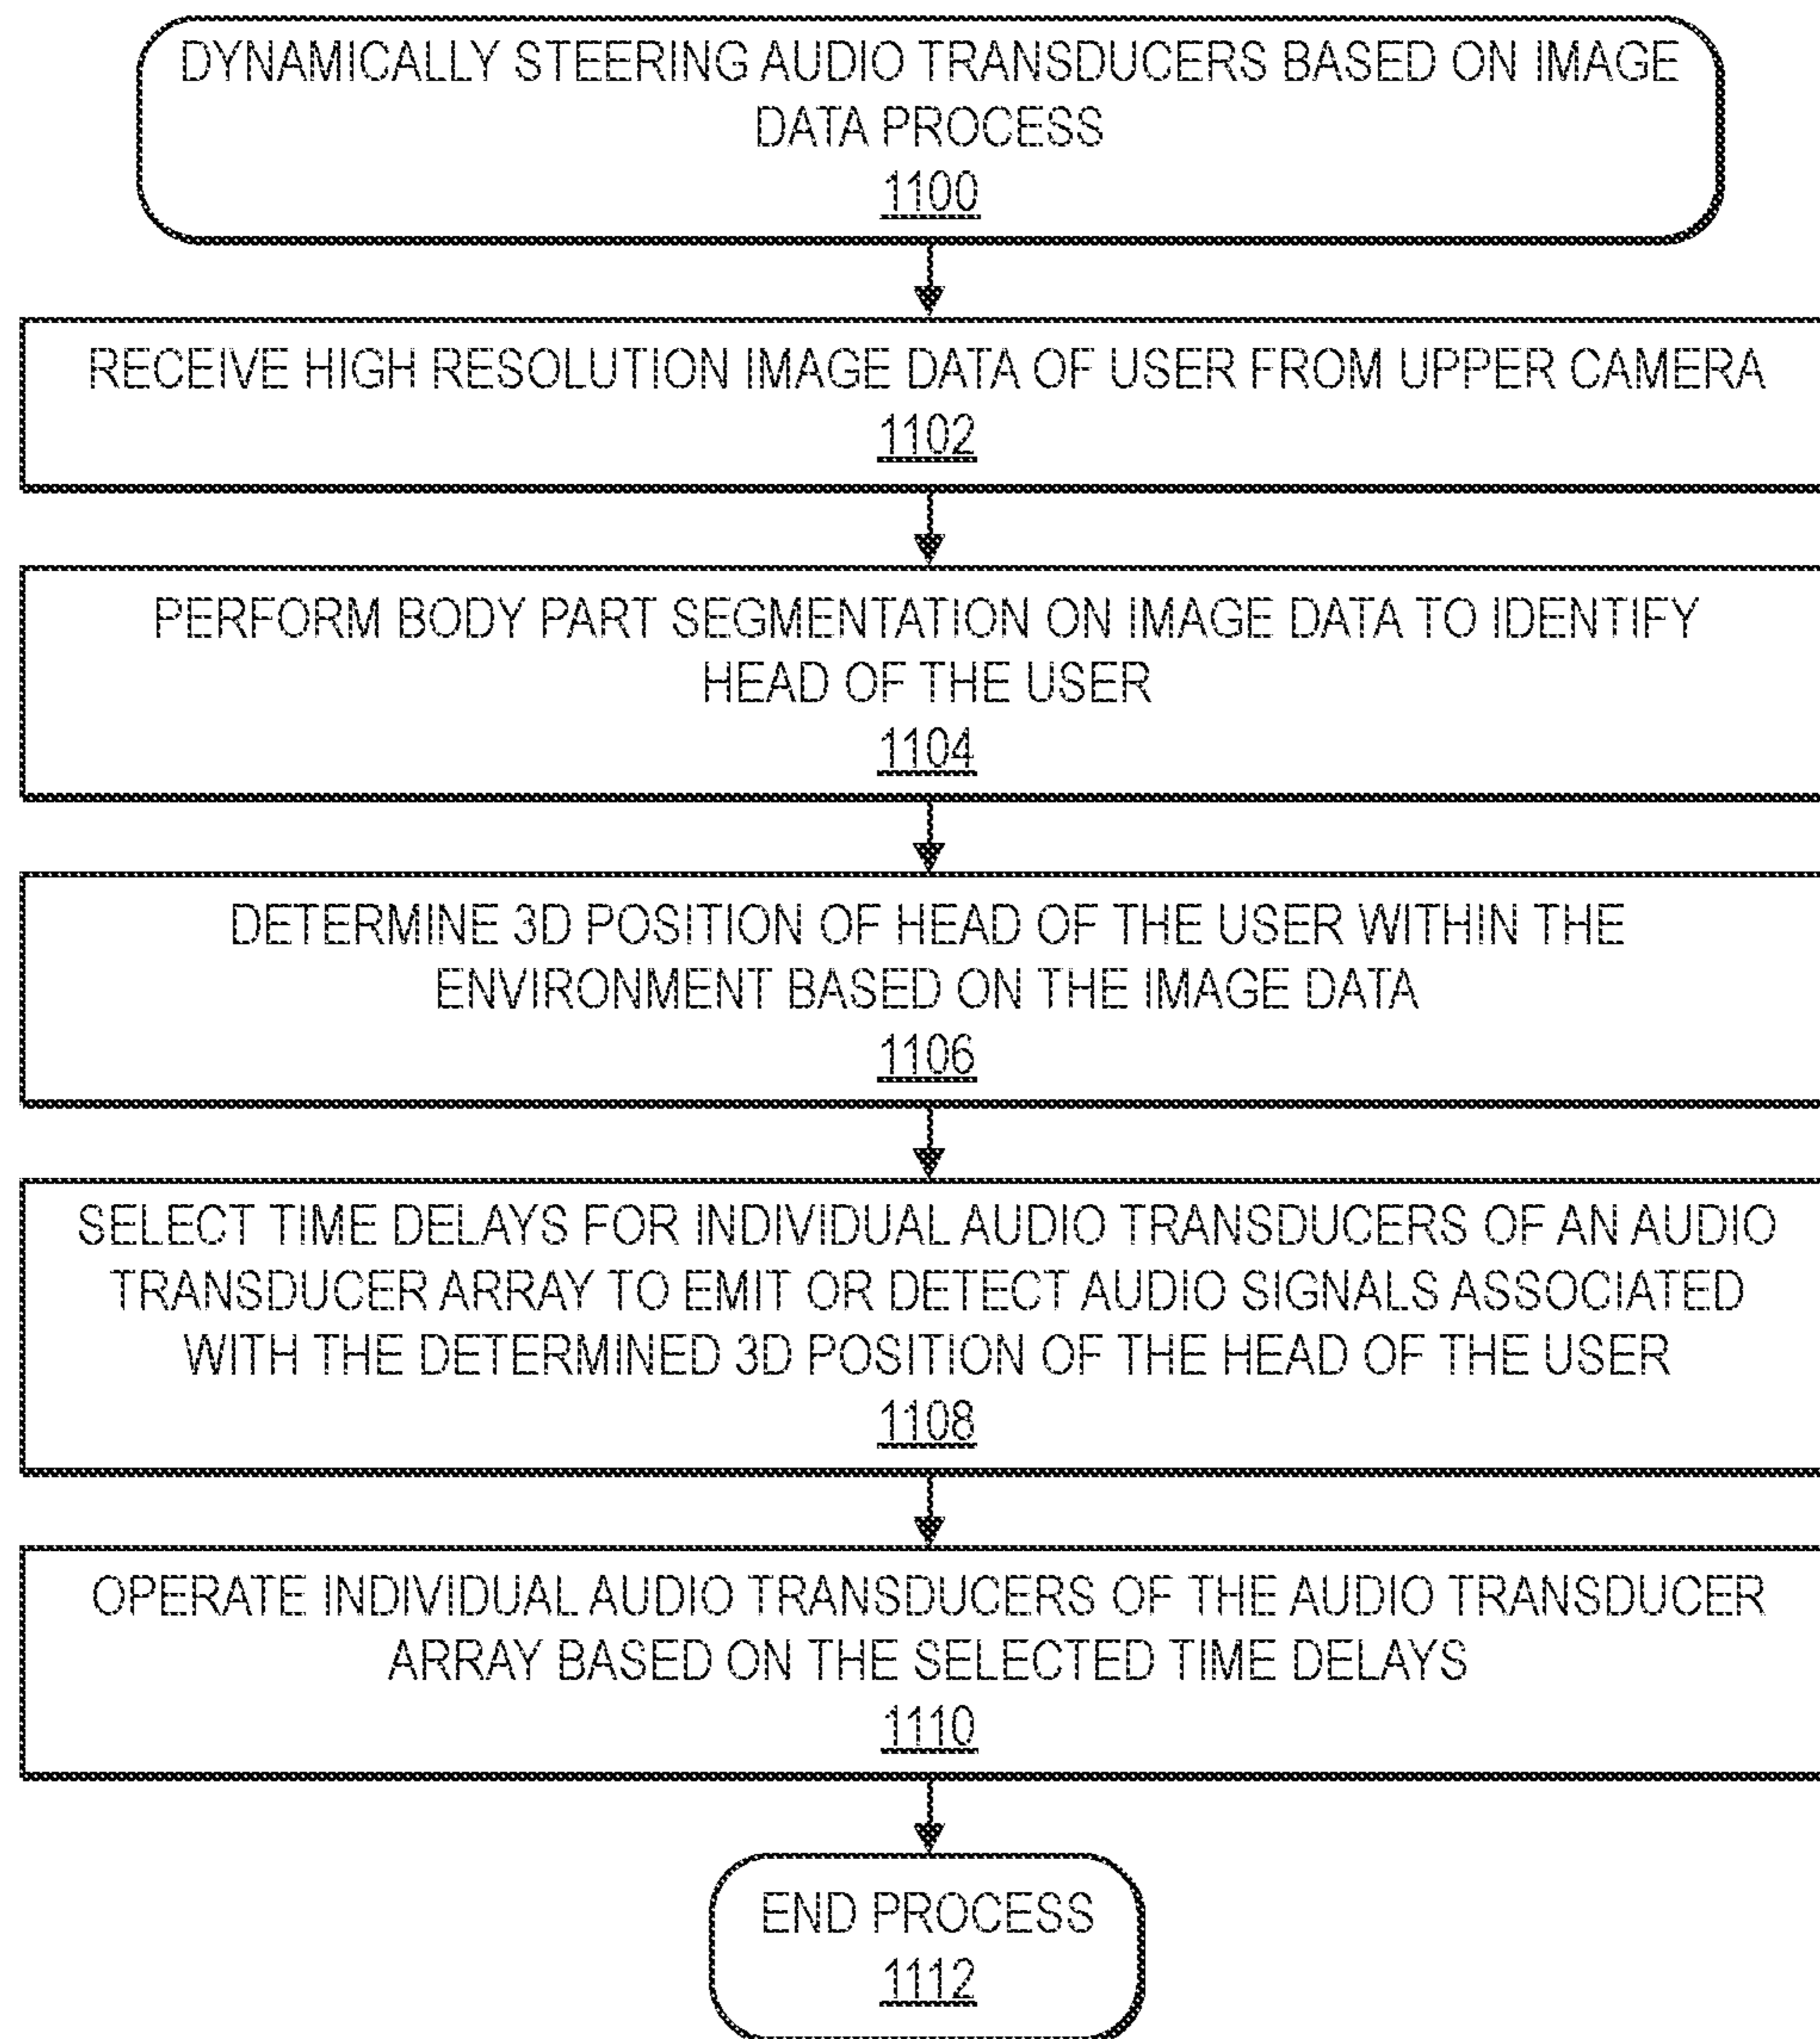 DYNAMICALLY STEERING AUDIO TRANSDUCERS BASED ON IMAGE
DATA PROCESS
1100
RECEIVE HIGH RESOLUTION IMAGE DATA OF USER FROM UPPER CAMERA
1102
PERFORM BODY PART SEGMENTATION ON IMAGE DATA TO IDENTIFY
HEAD OF THE USER
1104
DETERMINE 3D POSITION OF HEAD OF THE USER WITHIN THE
ENVIRONMENT BASED ON THE IMAGE DATA
1106
SELECT TIME DELAYS FOR INDIVIDUAL AUDIO TRANSDUCERS OF AN AUDIO
TRANSDUCER ARRAY TO EMIT OR DETECT AUDIO SIGNALS ASSOCIATED
WITH THE DETERMINED 3D POSITION OF THE HEAD OF THE USER
1108
OPERATE INDIVIDUAL AUDIO TRANSDUCERS OF THE AUDIO TRANSDUCER
ARRAY BASED ON THE SELECTED TIME DELAYS
1110
END PROCESS
1112